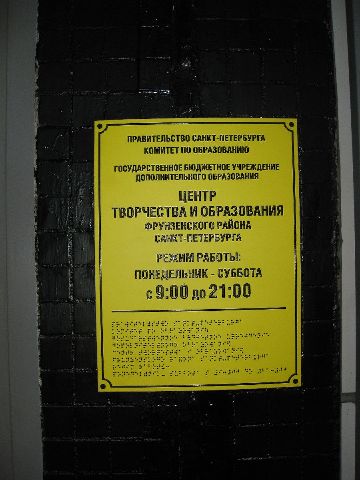 ПРАВИТЕЛЬСТВО САНКТ-ПЕТЕРБУРГА
КОМИТЕТ ПО ОБРАЗОВАНИЮ
ГОСУДАРСТВЕННОЕ БЮДЖЕТНОЕ УЧРЕЖДЕНИЕ
ДОПОЛНИТЕЛЬНОГО ОБРАЗОВАНИЯ
ЦЕНТР
ТВОРЧЕСТВА И ОБРАЗОВАНИЯ
ФРУНЗЕНСКОГО РАЙОНА
САНКТ-ПЕТЕРБУРГА
РЕЖИМ РАБОТЫ:
ПОНЕДЕЛЬНИК - СУББОТА
с 9:00 до 21:00